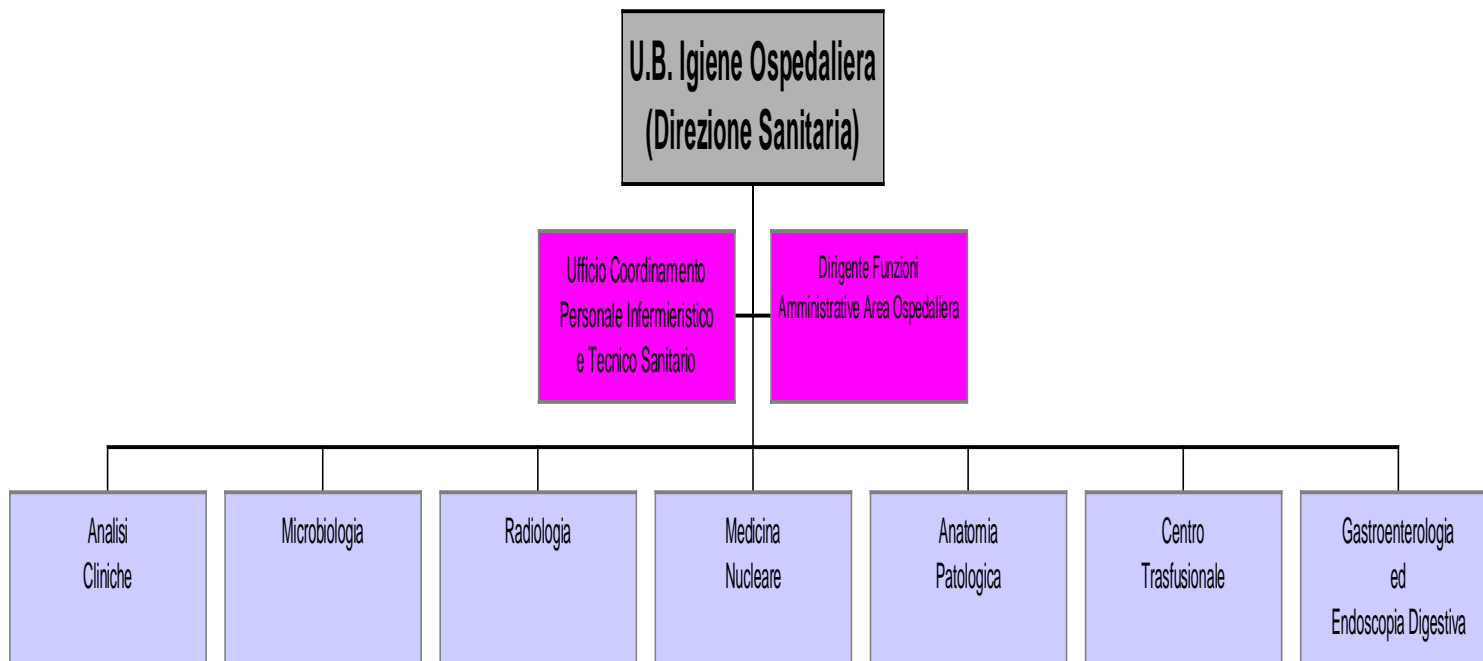 U.B. Igiene Ospedaliera
(Direzione Sanitaria)
Ufficio Coordinamento
Personale Infermieristico
e Tecnico Sanitario
Dirigente Funzioni
Amministrative Area Ospedaliera
Analisi
Cliniche
Microbiologia
Radiologia
Medicina
Nucleare
Anatomia
Patologica
Centro
Trasfusionale
Gastroenterologia
ed
Endoscopia Digestiva